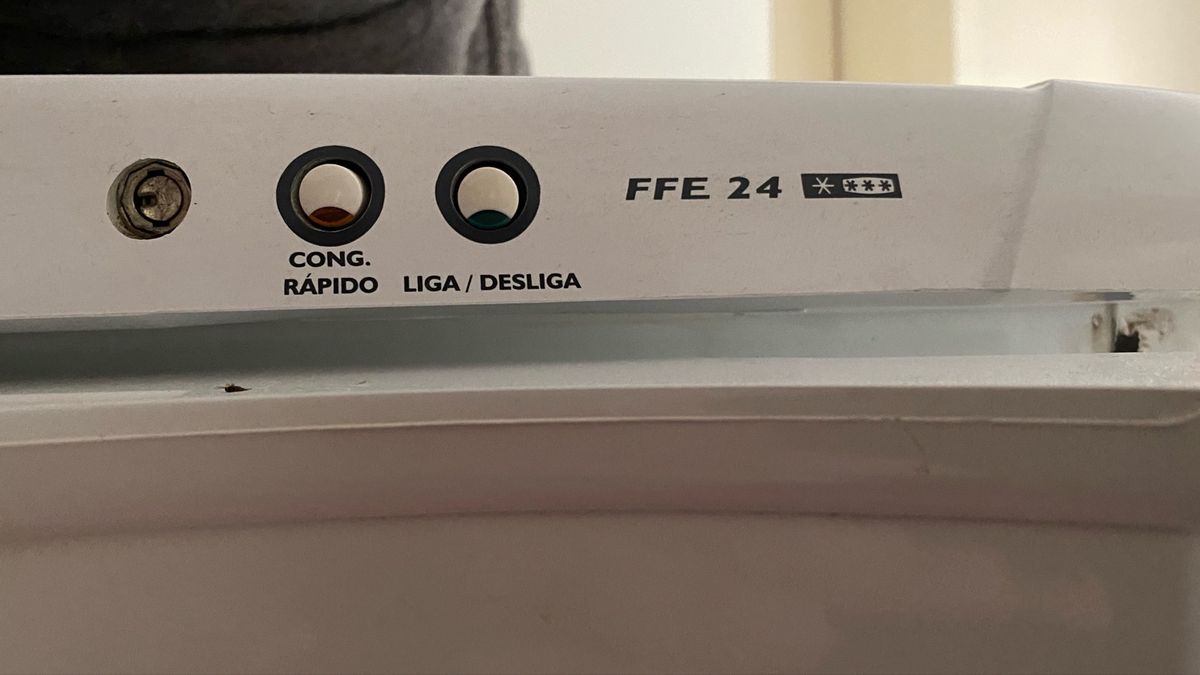 CONG.
RÁPIDO
LIGA / DESLIGA
FFE 24